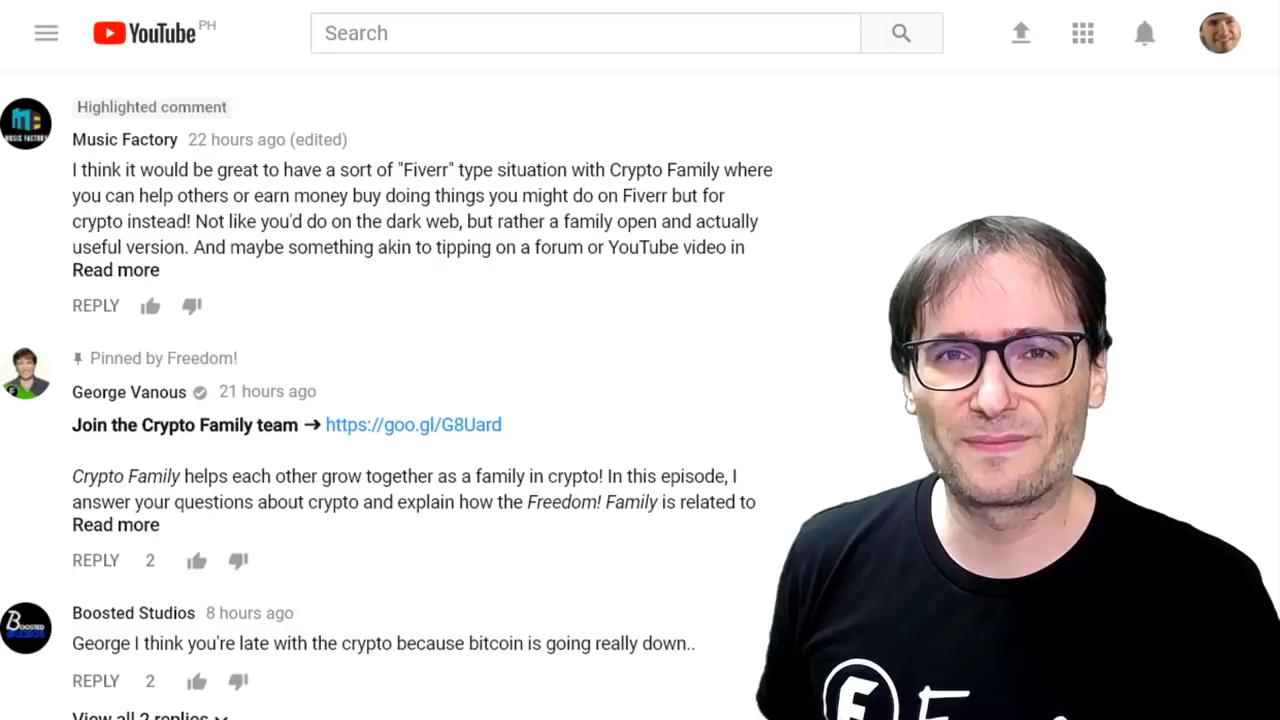 YouTube PH
Search
Highlighted comment
Music Factory 22 hours ago (edited)
I think it would be great to have a sort of "Fiverr" type situation with Crypto Family where
you can help others or earn money buy doing things you might do on Fiverr but for
crypto instead! Not like you'd do on the dark web, but rather a family open and actually
useful version. And maybe something akin to tipping on a forum or YouTube video in
Read more
REPLY
MUSIC FACTORY
Pinned by Freedom!
George Vanous 21 hours ago
Join the Crypto Family team → https://goo.gl/G8Uard
Crypto Family helps each other grow together as a family in crypto! In this episode, I
answer your questions about crypto and explain how the Freedom! Family is related to
Read more
REPLY 2
Boosted Studios 8 hours ago
George I think you're late with the crypto because bitcoin is going really down..
REPLY 2
View all 2 replies